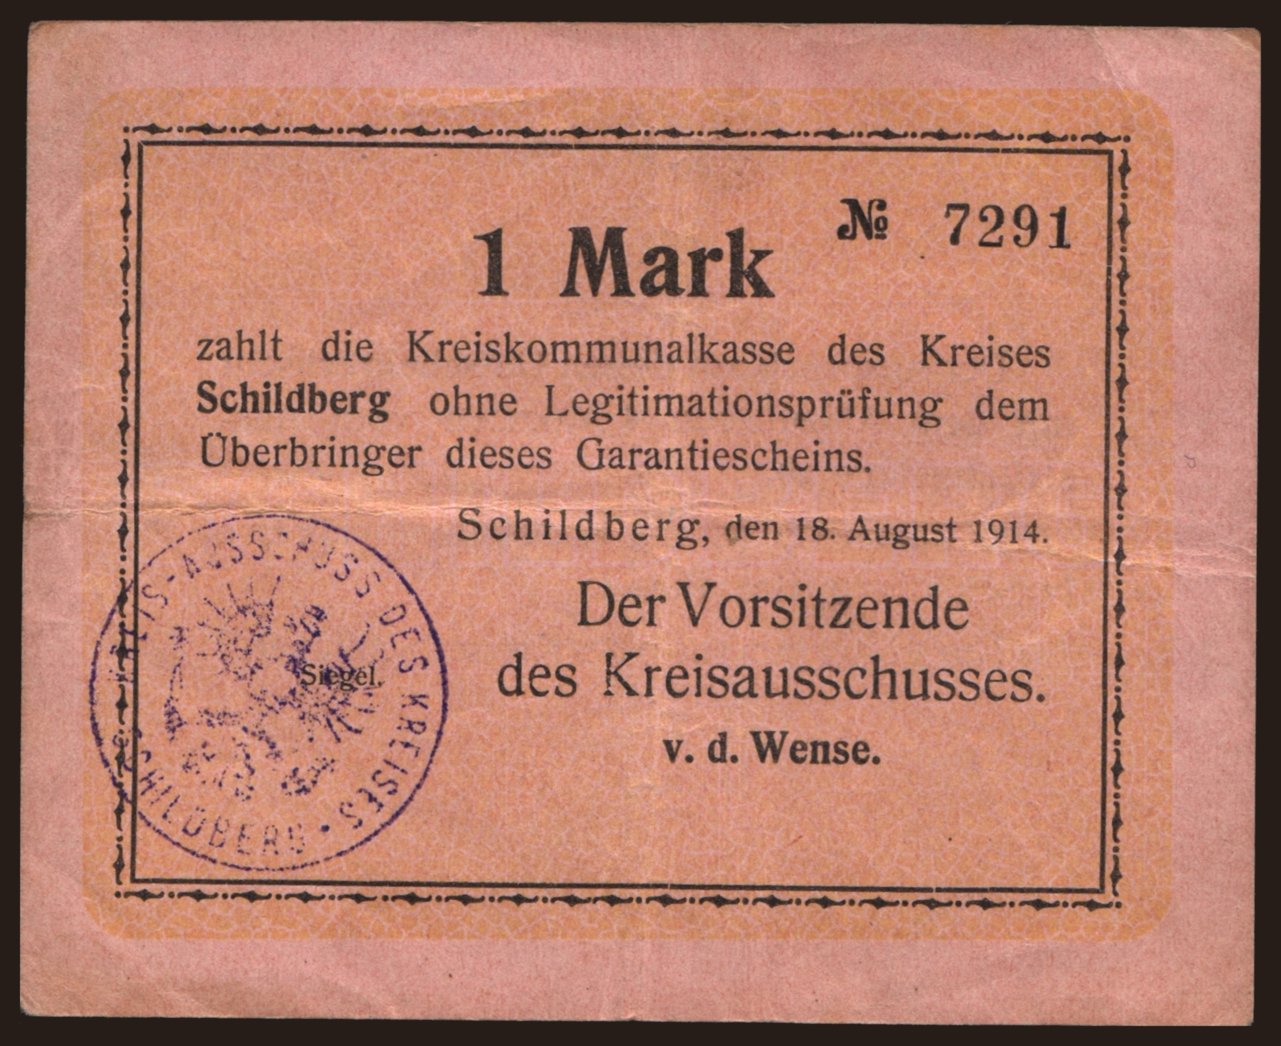 № 7291
1 Mark
zahlt die Kreiskommunalkasse des Kreises
Schildberg ohne Legitimationsprüfung dem
Überbringer dieses Garantiescheins.
Schildberg, den 18. August 1914.
Der Vorsitzende
des Kreisausschusses.
v. d. Wense.
Siegel.
KREIS-AUSSCHUSS DES KREISES • SCHILDBERG